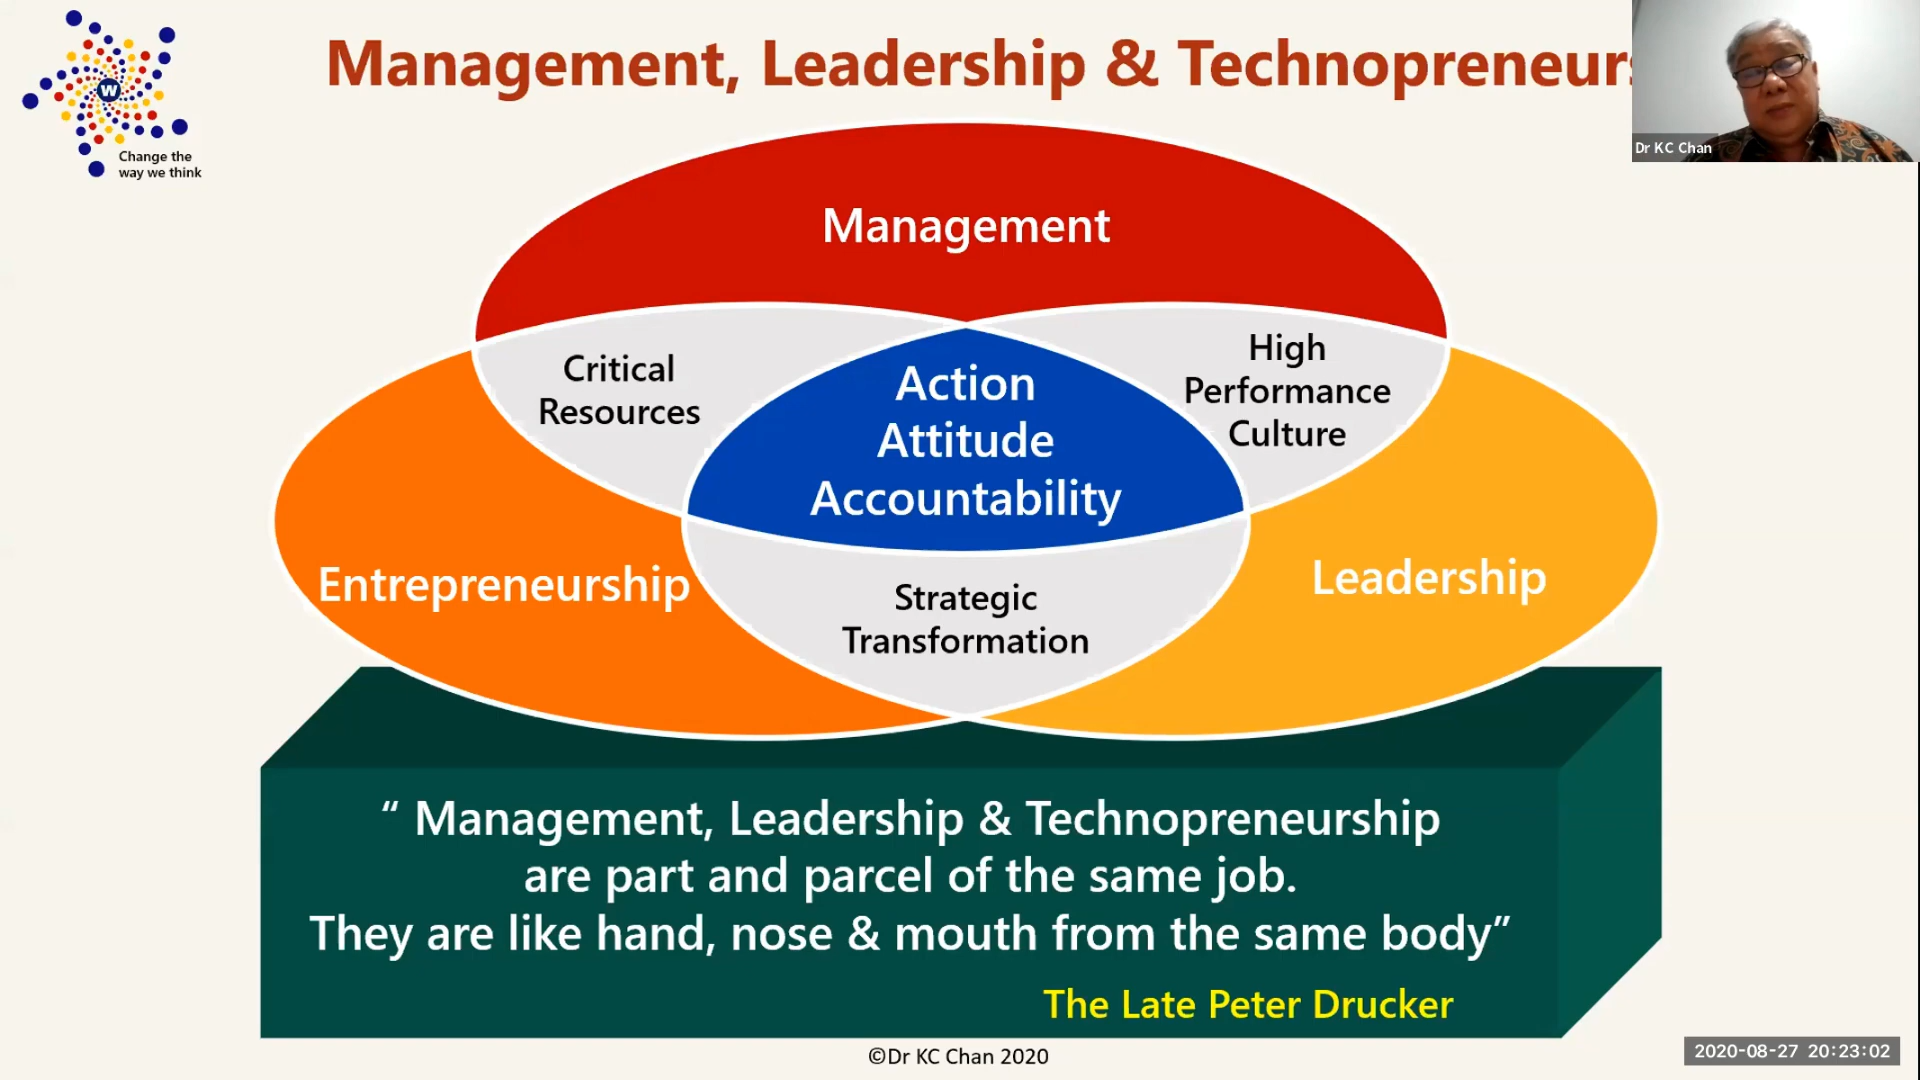 Management, Leadership & Technopreneurs
Dr KC Chan
W
Change the
way we think
Management
Critical
Resources
High
Performance
Culture
Action
Attitude
Accountability
Entrepreneurship
Leadership
Strategic
Transformation
“ Management, Leadership & Technopreneurship
are part and parcel of the same job.
They are like hand, nose & mouth from the same body”
The Late Peter Drucker
©Dr KC Chan 2020
2020-08-27 20:23:02